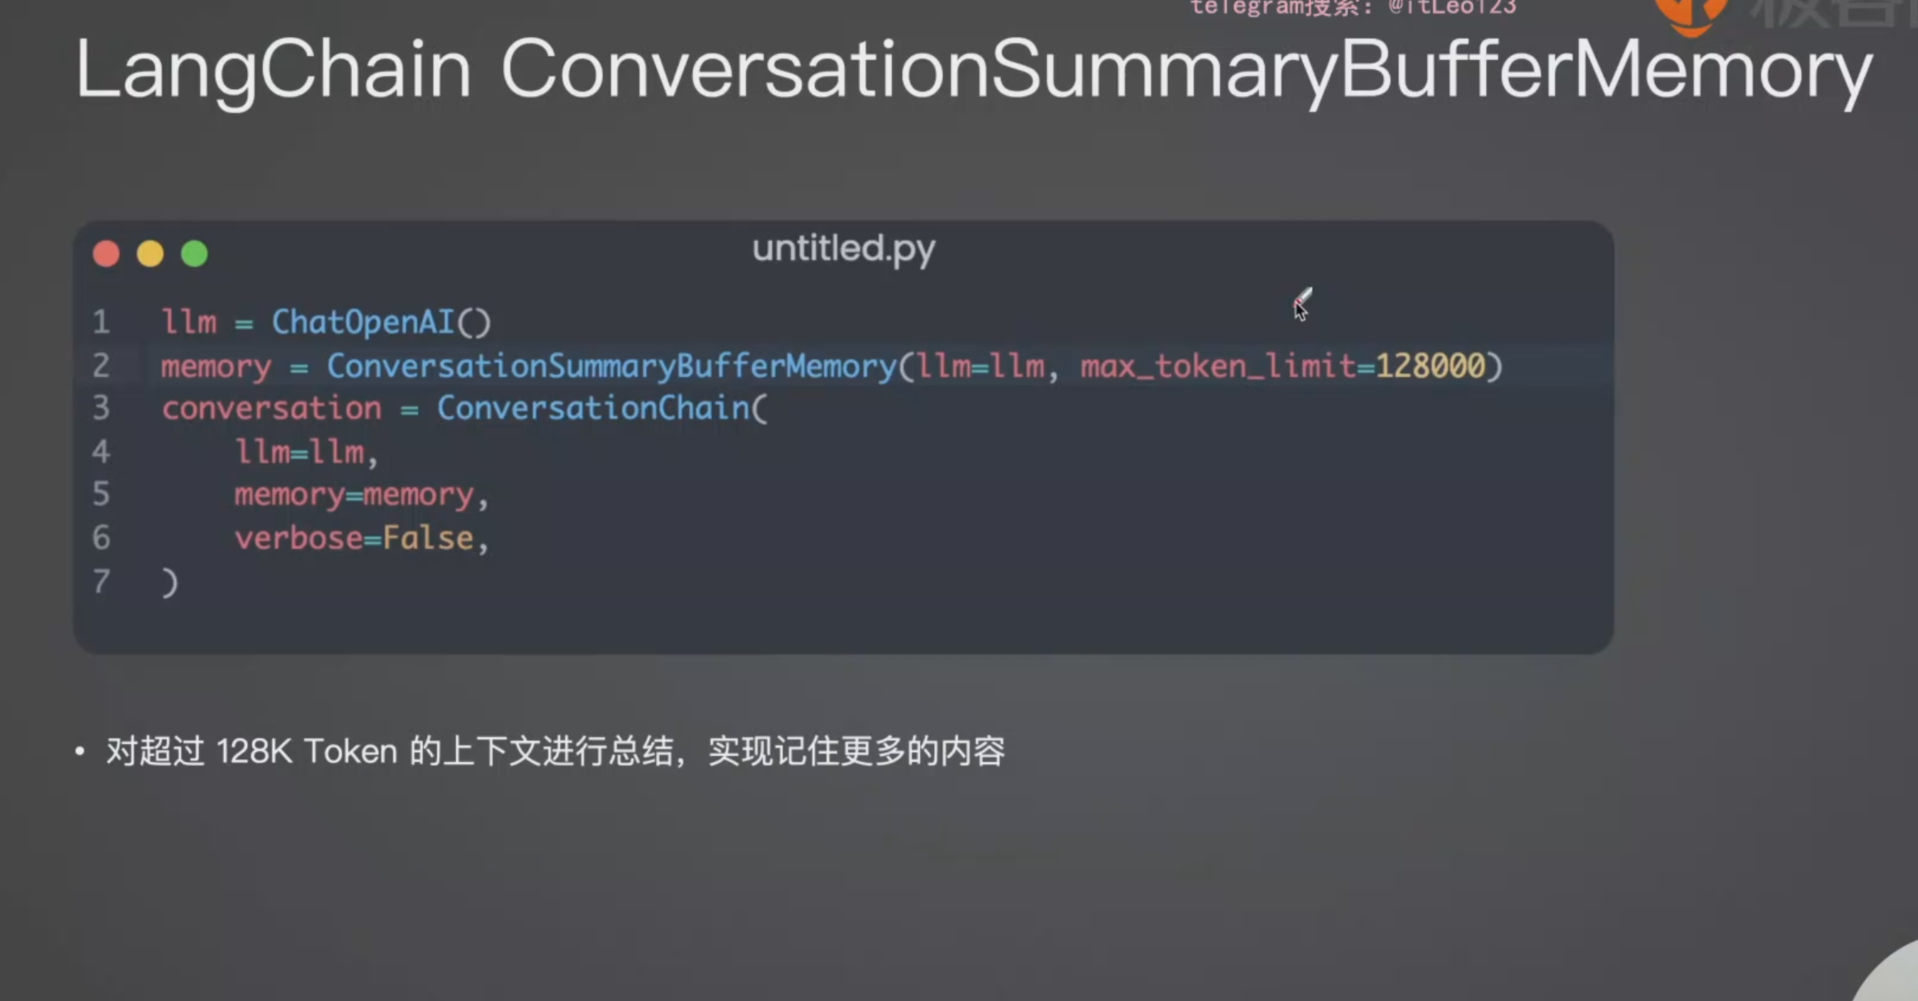 telegram搜索：@itLeo123
极客
LangChain ConversationSummaryBufferMemory
untitled.py
1 llm = ChatOpenAI()
2 memory = ConversationSummaryBufferMemory(llm=llm, max_token_limit=128000)
3 conversation = ConversationChain(
4     llm=llm,
5     memory=memory,
6     verbose=False,
7 )
• 对超过 128K Token 的上下文进行总结，实现记住更多的内容